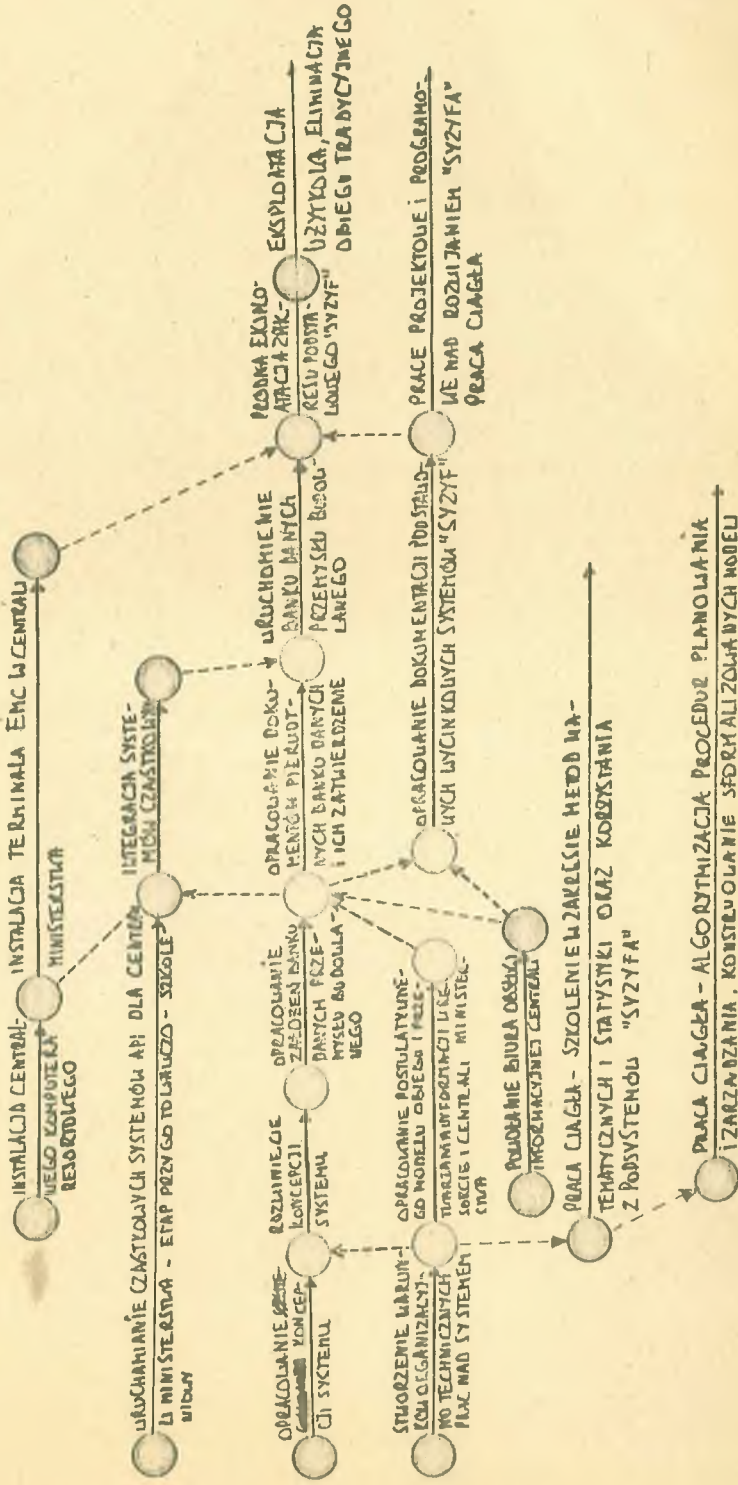 INSTALACJA CENTRAL-
NEGO KOMPUTERA
RESORTOWEGO
INSTALACJA TERMINALA EMC W CENTRALI
MINISTERSTWA
URUCHAMIANIE CZĄSTKOWYCH SYSTEMÓW API DLA CENTRALI
MINISTERSTWA - ETAP PRZYGOTOWAWCZO - SZKOLE-
NIOWY
INTEGRACJA SYSTE-
MÓW CZĄSTKOWYCH
OPRACOWANIE
KONCEP-
CJI SYSTEMU
ROZWINIĘCIE
KONCEPCJI
SYSTEMU
OPRACOWANIE
ZAŁOŻEŃ BANKU
DANYCH PRZE-
MYSŁU BUDOWLA-
NEGO
OPRACOWANIE DOKU-
MENTÓW PIERWOT-
NYCH BANKU DANYCH
I ICH ZATWIERDZENIE
URUCHOMIENIE
BANKU DANYCH
PRZEMYSŁU BUDOW-
LANEGO
PRÓBNA EKSPLO-
ATACJA ZAK-
RESU PODSTA-
WOWEGO "SYZYF"
EKSPLOATACJA
UŻYTKOWA, ELIMINACJA
OBIEGU TRADYCYJNEGO
STWORZENIE WARUN-
KÓW ORGANIZACYJ-
NO TECHNICZNYCH
PRAC NAD SYSTEMEM
OPRACOWANIE POSTULATYWNE-
GO MODELU OBIEGU I PRZE-
TWARZANIA INFORMACJI W RE-
SORCIE I CENTRALI MINISTER-
STWA
OPRACOWANIE DOKUMENTACJI PODSTAWO-
WYCH WYCINKOWYCH SYSTEMÓW "SYZYF"
PRACE PROJEKTOWE I PROGRAMO-
WE NAD ROZWIJANIEM "SYZYFA"
PRACA CIĄGŁA
POWOŁANIE BIURA OBSŁUGI
INFORMACYJNEJ CENTRALI
PRACA CIĄGŁA - SZKOLENIE W ZAKRESIE METOD MA-
TEMATYCZNYCH I STATYSTYKI ORAZ KORZYSTANIA
Z PODSYSTEMÓW "SYZYFA"
PRACA CIĄGŁA - ALGORYTMIZACJA PROCEDUR PLANOWANIA
I ZARZĄDZANIA, KONSTRUOWANIE SFORMALIZOWANYCH MODELI